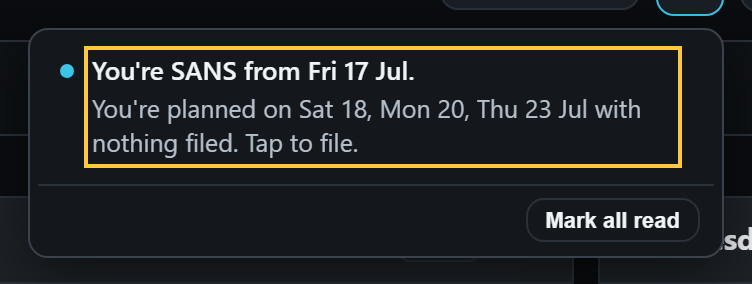 You're SANS from Fri 17 Jul.
You're planned on Sat 18, Mon 20, Thu 23 Jul with
nothing filed. Tap to file.
Mark all read